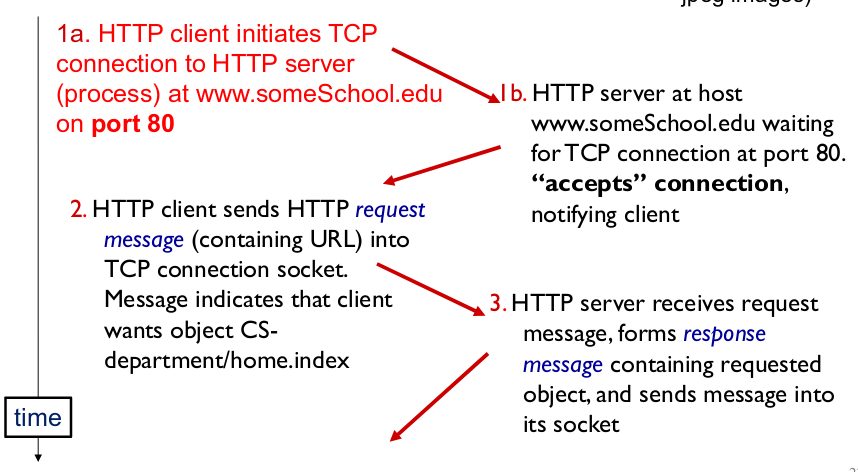 jpeg images)
1a. HTTP client initiates TCP
connection to HTTP server
(process) at www.someSchool.edu
on port 80
1b. HTTP server at host
www.someSchool.edu waiting
for TCP connection at port 80.
“accepts” connection,
notifying client
2. HTTP client sends HTTP request
message (containing URL) into
TCP connection socket.
Message indicates that client
wants object CS-
department/home.index
3. HTTP server receives request
message, forms response
message containing requested
object, and sends message into
its socket
time